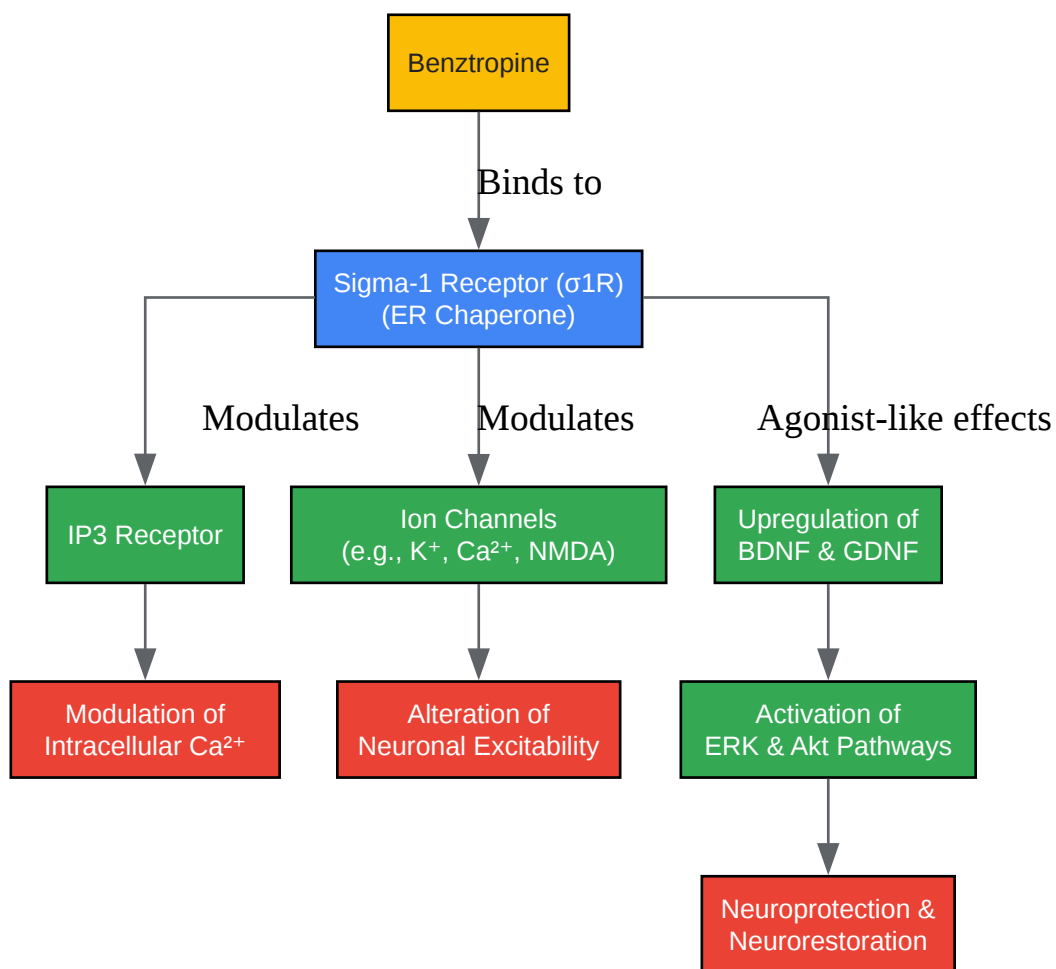 Benztropine
Binds to
Sigma-1 Receptor (σ1R)
(ER Chaperone)
Modulates
Modulates
Agonist-like effects
IP3 Receptor
Ion Channels
(e.g., K⁺, Ca²⁺, NMDA)
Upregulation of
BDNF & GDNF
Modulation of
Intracellular Ca²⁺
Alteration of
Neuronal Excitability
Activation of
ERK & Akt Pathways
Neuroprotection &
Neurorestoration